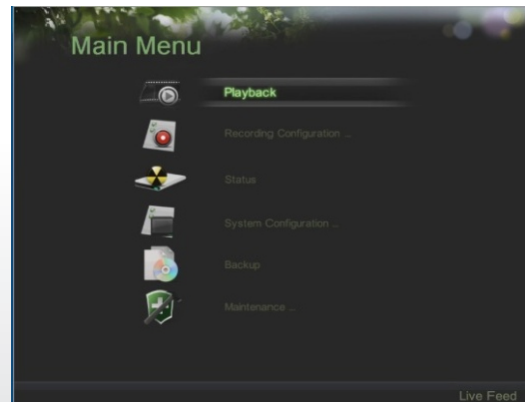 Main Menu
Playback
Recording Configuration ...
Status
System Configuration ...
Backup
Maintenance ...
Live Feed